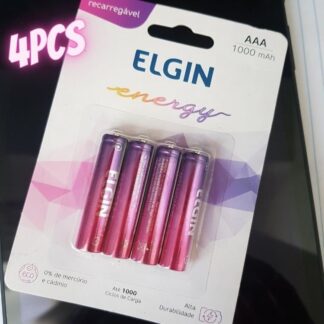 recarregável
4PCS
AAA
1000 mAh
ELGIN
energy
ELGIN
ELGIN
eco
0% de mercúrio
e cádmio
Até 1000
Ciclos de Carga
Alta
Durabilidade